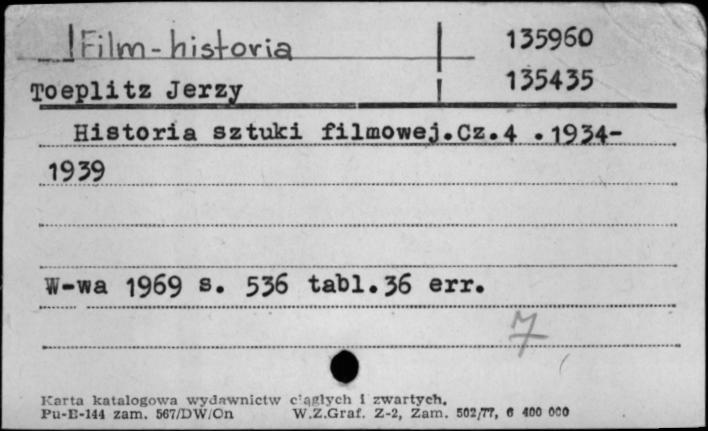 Film-historia 135960
Toeplitz Jerzy 135435
Historia sztuki filmowej.Cz.4 .1934-
1939
W-wa 1969 s. 536 tabl.36 err.
7
Karta katalogowa wydawnictw ciągłych i zwartych.
Pu-B-144 zam. 567/DW/On W.Z.Graf. Z-2, Zam. 502/77, 6 400 000